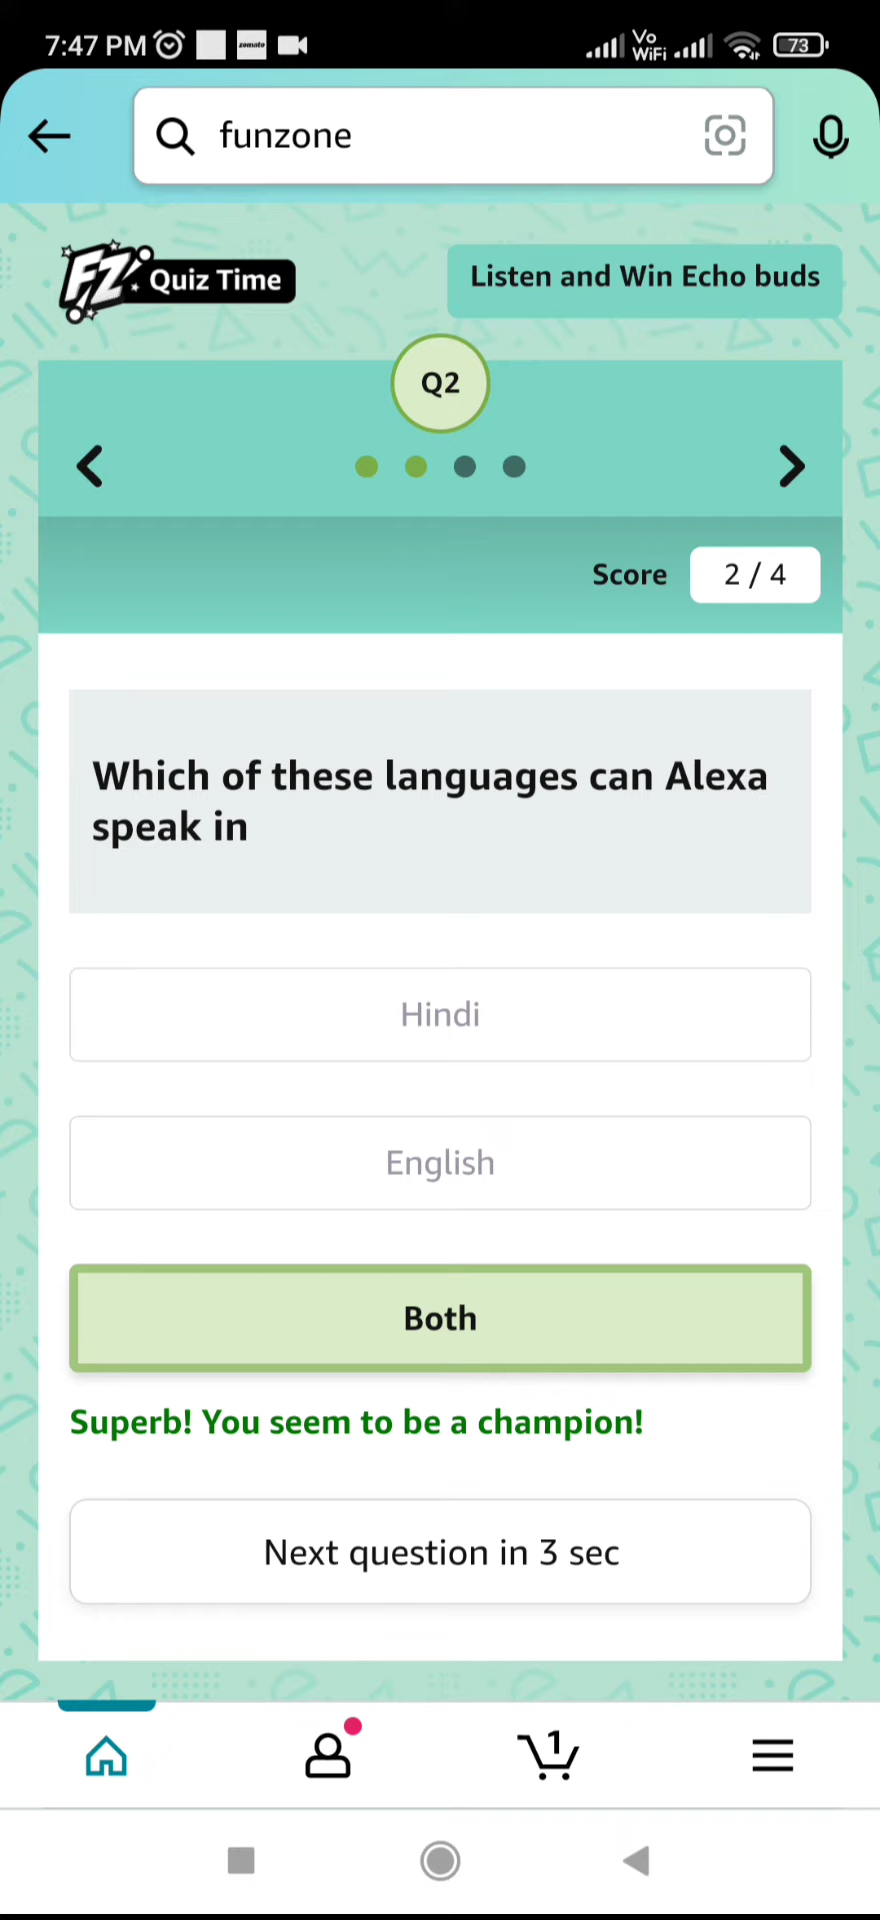 7:47 PM
zomato
Vo
WiFi
73
funzone
FZ
Quiz Time
Listen and Win Echo buds
Q2
Score
2 / 4
Which of these languages can Alexa
speak in
Hindi
English
Both
Superb! You seem to be a champion!
Next question in 3 sec
1